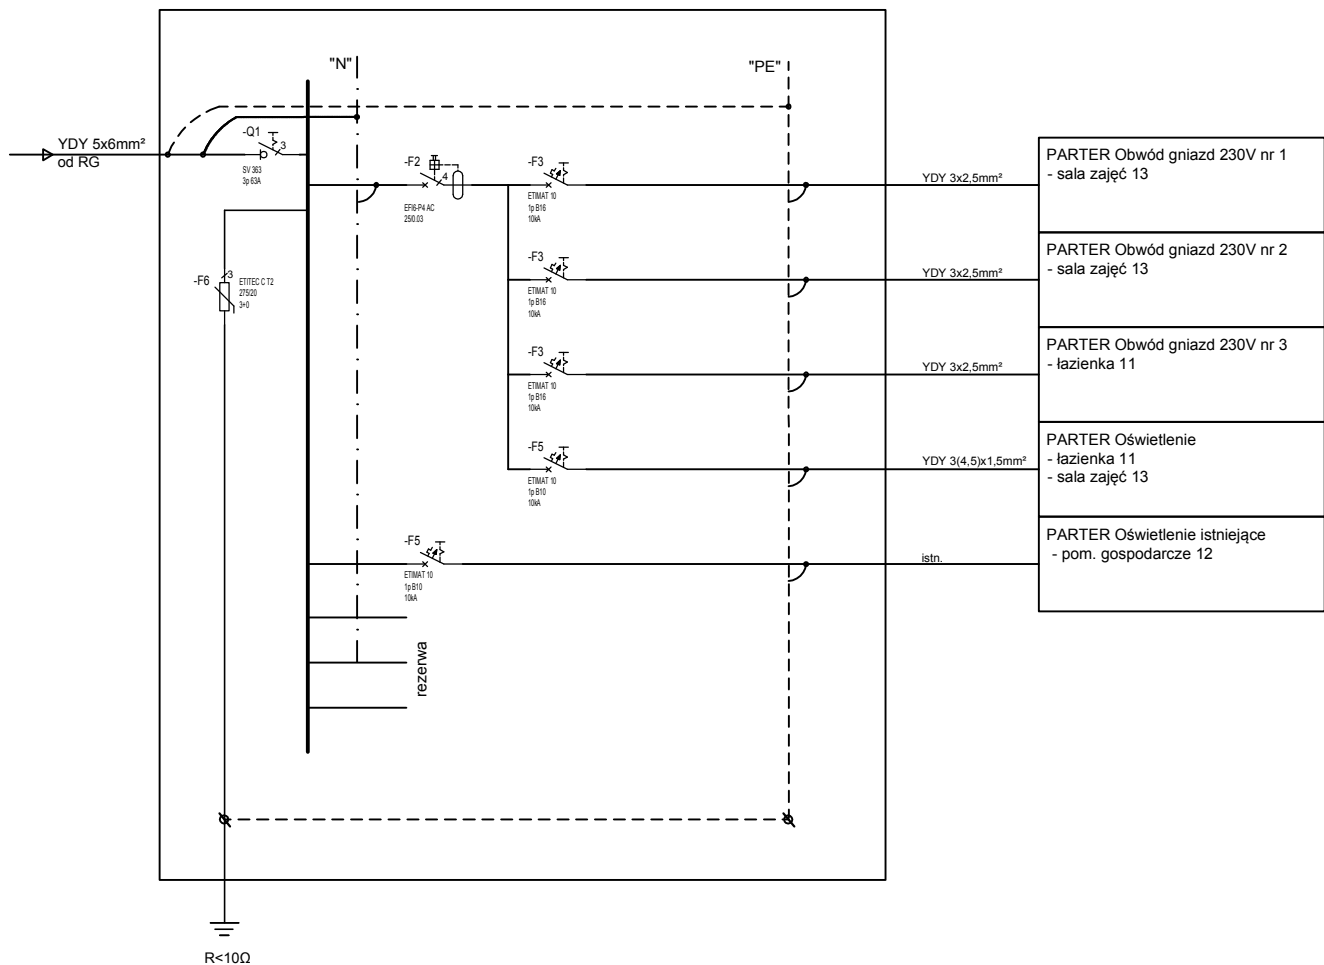 "N"
"PE"
YDY 5x6mm²
od RG
-Q1
3
SV 363
3p 63A
-F2
4
EFI6-P4 AC
25/0.03
-F3
ETIMAT 10
1p B16
10kA
YDY 3x2,5mm²
PARTER Obwód gniazd 230V nr 1
- sala zajęć 13
-F3
ETIMAT 10
1p B16
10kA
YDY 3x2,5mm²
PARTER Obwód gniazd 230V nr 2
- sala zajęć 13
-F6
3
ETITEC C T2
275/20
3+0
-F3
ETIMAT 10
1p B16
10kA
YDY 3x2,5mm²
PARTER Obwód gniazd 230V nr 3
- łazienka 11
-F5
ETIMAT 10
1p B10
10kA
YDY 3(4,5)x1,5mm²
PARTER Oświetlenie
- łazienka 11
- sala zajęć 13
-F5
ETIMAT 10
1p B10
10kA
istn.
PARTER Oświetlenie istniejące
- pom. gospodarcze 12
rezerwa
R<10Ω